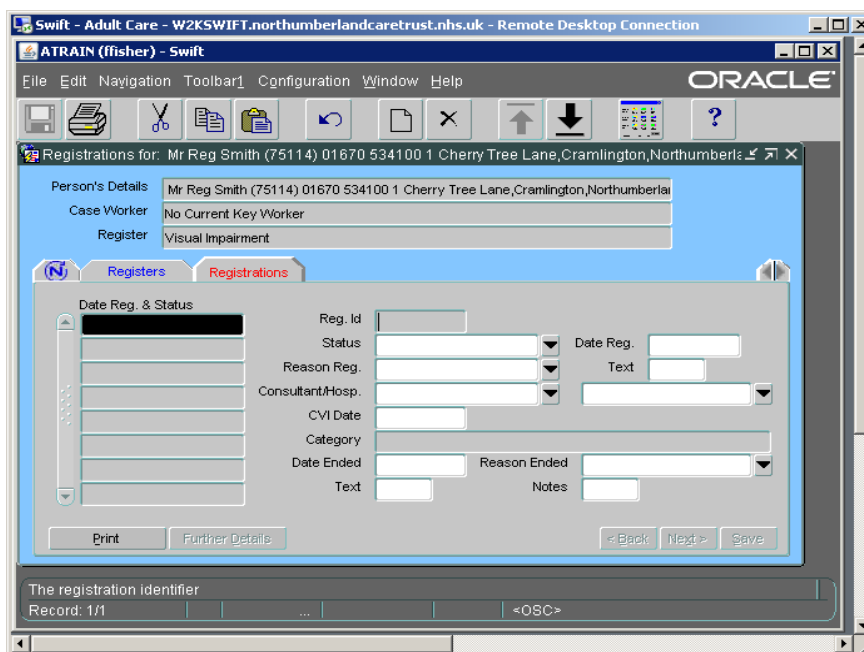 Swift - Adult Care - W2KSWIFT.northumberlandcaretrust.nhs.uk - Remote Desktop Connection
ATRAIN (ffisher) - Swift
File Edit Navigation Toolbar1 Configuration Window Help
ORACLE
?
Registrations for: Mr Reg Smith (75114) 01670 534100 1 Cherry Tree Lane,Cramlington,Northumberla
Person's Details Mr Reg Smith (75114) 01670 534100 1 Cherry Tree Lane,Cramlington,Northumberlan
Case Worker No Current Key Worker
Register Visual Impairment
N Registers Registrations
Date Reg. & Status
Reg. Id
Status Date Reg.
Reason Reg. Text
Consultant/Hosp.
CVI Date
Category
Date Ended Reason Ended
Text Notes
Print Further Details < Back Next > Save
The registration identifier
Record: 1/1 ... <OSC>